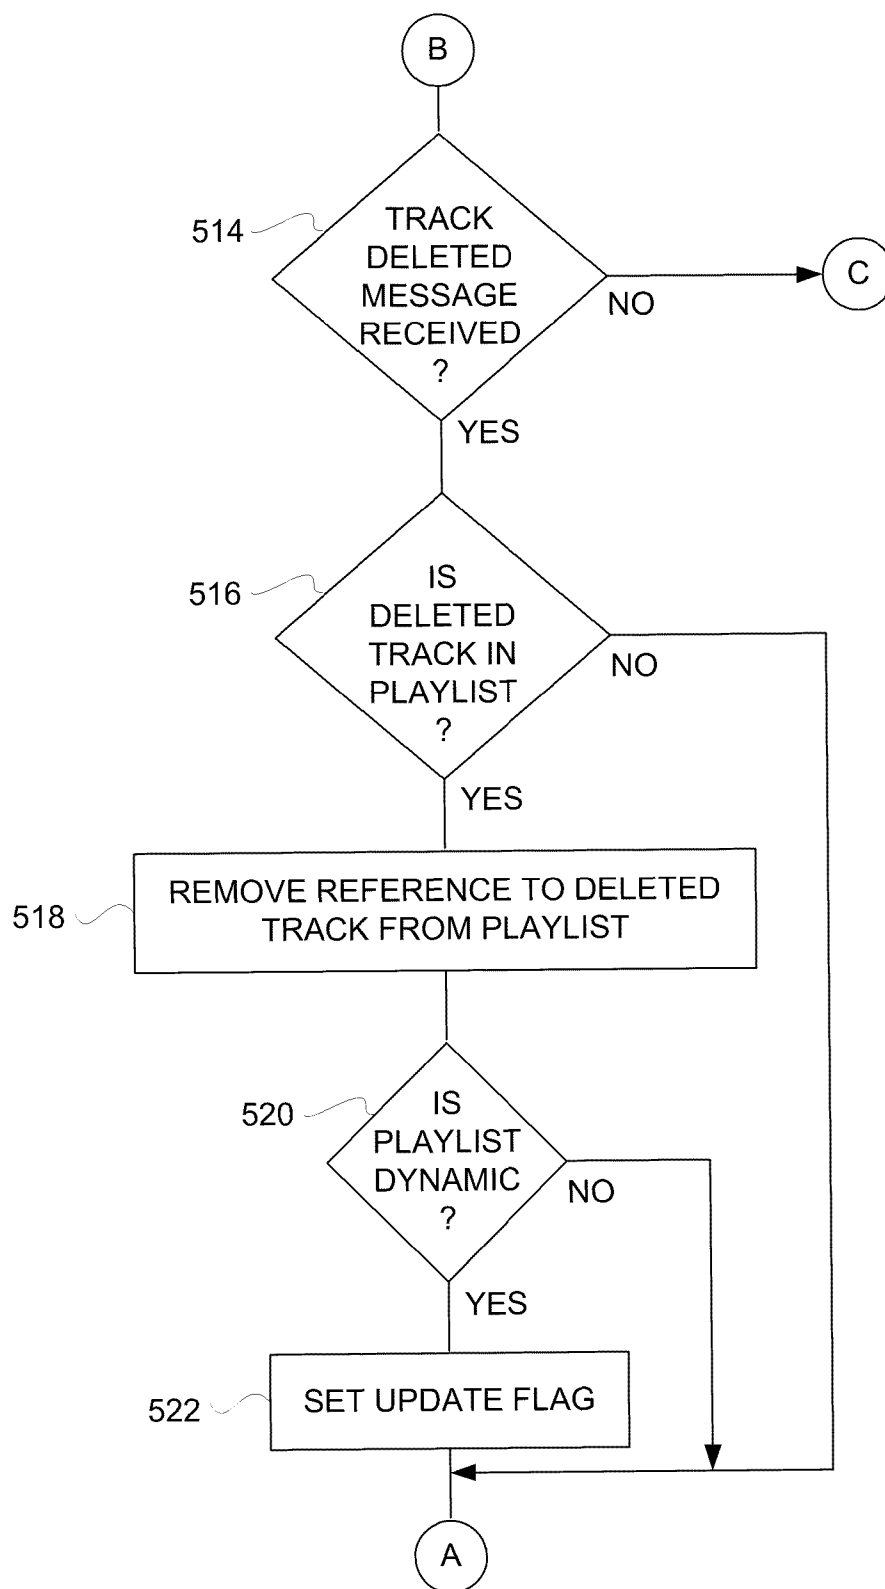 B
514
TRACK
DELETED
MESSAGE
RECEIVED
?
NO
C
YES
516
IS
DELETED
TRACK IN
PLAYLIST
?
NO
YES
518
REMOVE REFERENCE TO DELETED
TRACK FROM PLAYLIST
520
IS
PLAYLIST
DYNAMIC
?
NO
YES
522
SET UPDATE FLAG
A